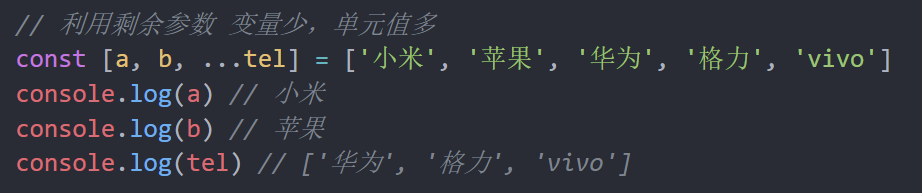 // 利用剩余参数 变量少，单元值多
const [a, b, ...tel] = ['小米', '苹果', '华为', '格力', 'vivo']
console.log(a) // 小米
console.log(b) // 苹果
console.log(tel) // ['华为', '格力', 'vivo']